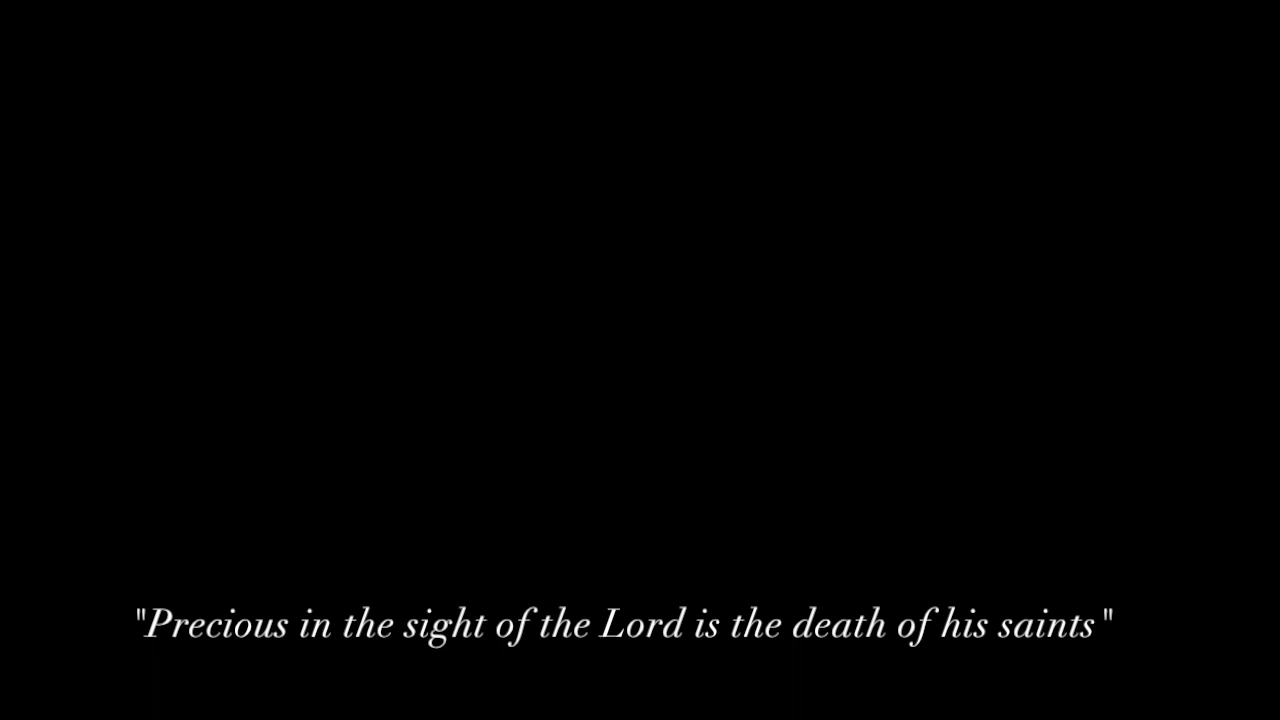 "Precious in the sight of the Lord is the death of his saints"